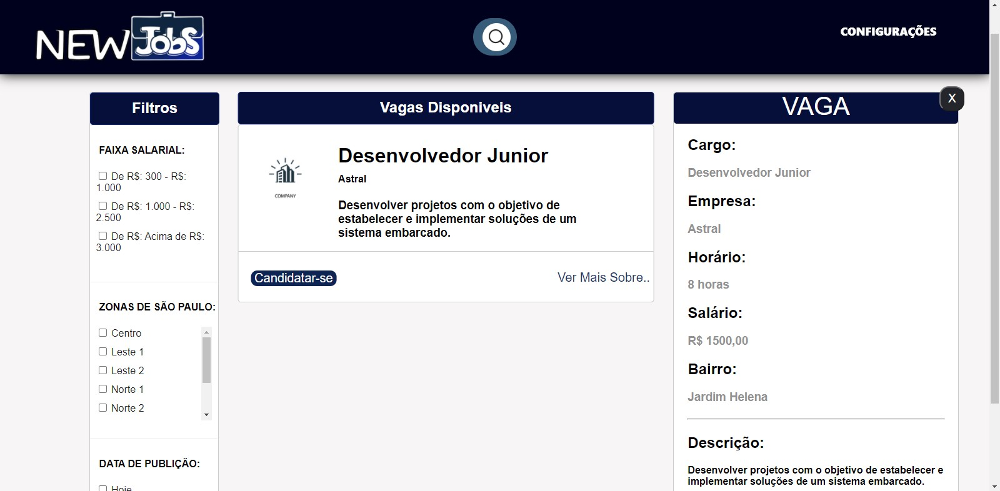 NEW JOBS
CONFIGURAÇÕES
Filtros
FAIXA SALARIAL:
De R$: 300 - R$:
1.000
De R$: 1.000 - R$:
2.500
De R$: Acima de R$:
3.000
ZONAS DE SÃO PAULO:
Centro
Leste 1
Leste 2
Norte 1
Norte 2
DATA DE PUBLIÇÃO:
Hoje
Vagas Disponiveis
COMPANY
Desenvolvedor Junior
Astral
Desenvolver projetos com o objetivo de
estabelecer e implementar soluções de um
sistema embarcado.
Candidatar-se
Ver Mais Sobre..
VAGA
X
Cargo:
Desenvolvedor Junior
Empresa:
Astral
Horário:
8 horas
Salário:
R$ 1500,00
Bairro:
Jardim Helena
Descrição:
Desenvolver projetos com o objetivo de estabelecer e
implementar soluções de um sistema embarcado.